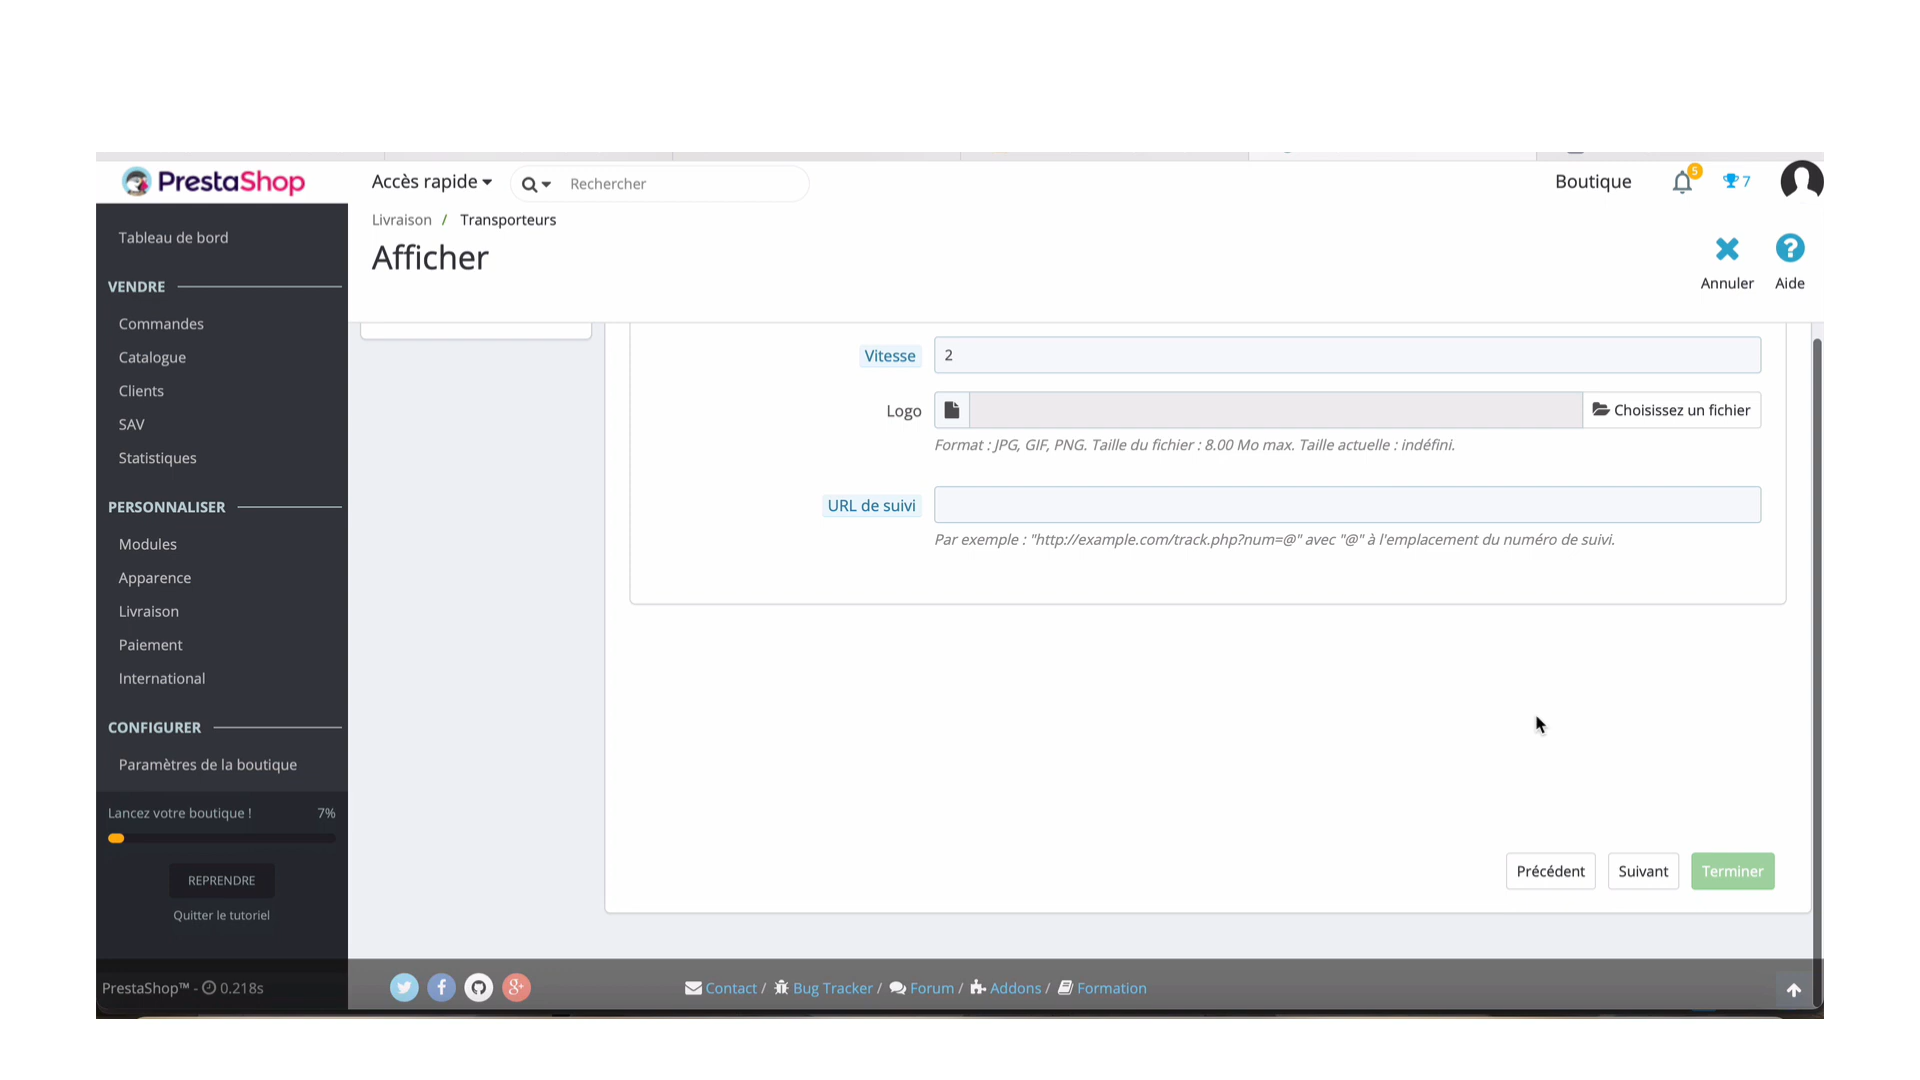 PrestaShop
Accès rapide
Rechercher
Boutique
5
7
Livraison / Transporteurs
Afficher
Annuler
Aide
Tableau de bord
VENDRE
Commandes
Catalogue
Clients
SAV
Statistiques
PERSONNALISER
Modules
Apparence
Livraison
Paiement
International
CONFIGURER
Paramètres de la boutique
Lancez votre boutique ! 7%
REPRENDRE
Quitter le tutoriel
PrestaShop™ - 0.218s
Vitesse 2
Logo Choisissez un fichier
Format : JPG, GIF, PNG. Taille du fichier : 8.00 Mo max. Taille actuelle : indéfini.
URL de suivi
Par exemple : "http://example.com/track.php?num=@" avec "@" à l'emplacement du numéro de suivi.
Précédent Suivant Terminer
Contact / Bug Tracker / Forum / Addons / Formation